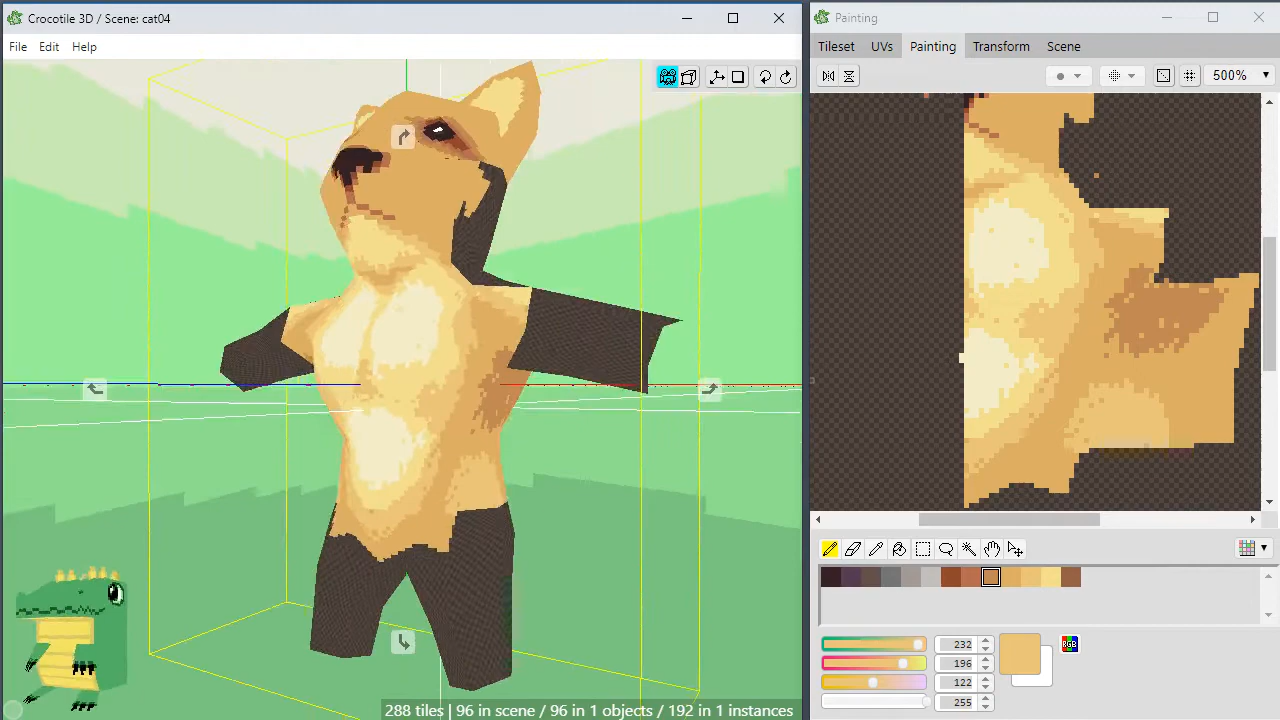 Crocotile 3D / Scene: cat04
File Edit Help
288 tiles | 96 in scene / 96 in 1 objects / 192 in 1 instances
Painting
Tileset UVs Painting Transform Scene
500%
232
196
122
255
RGB